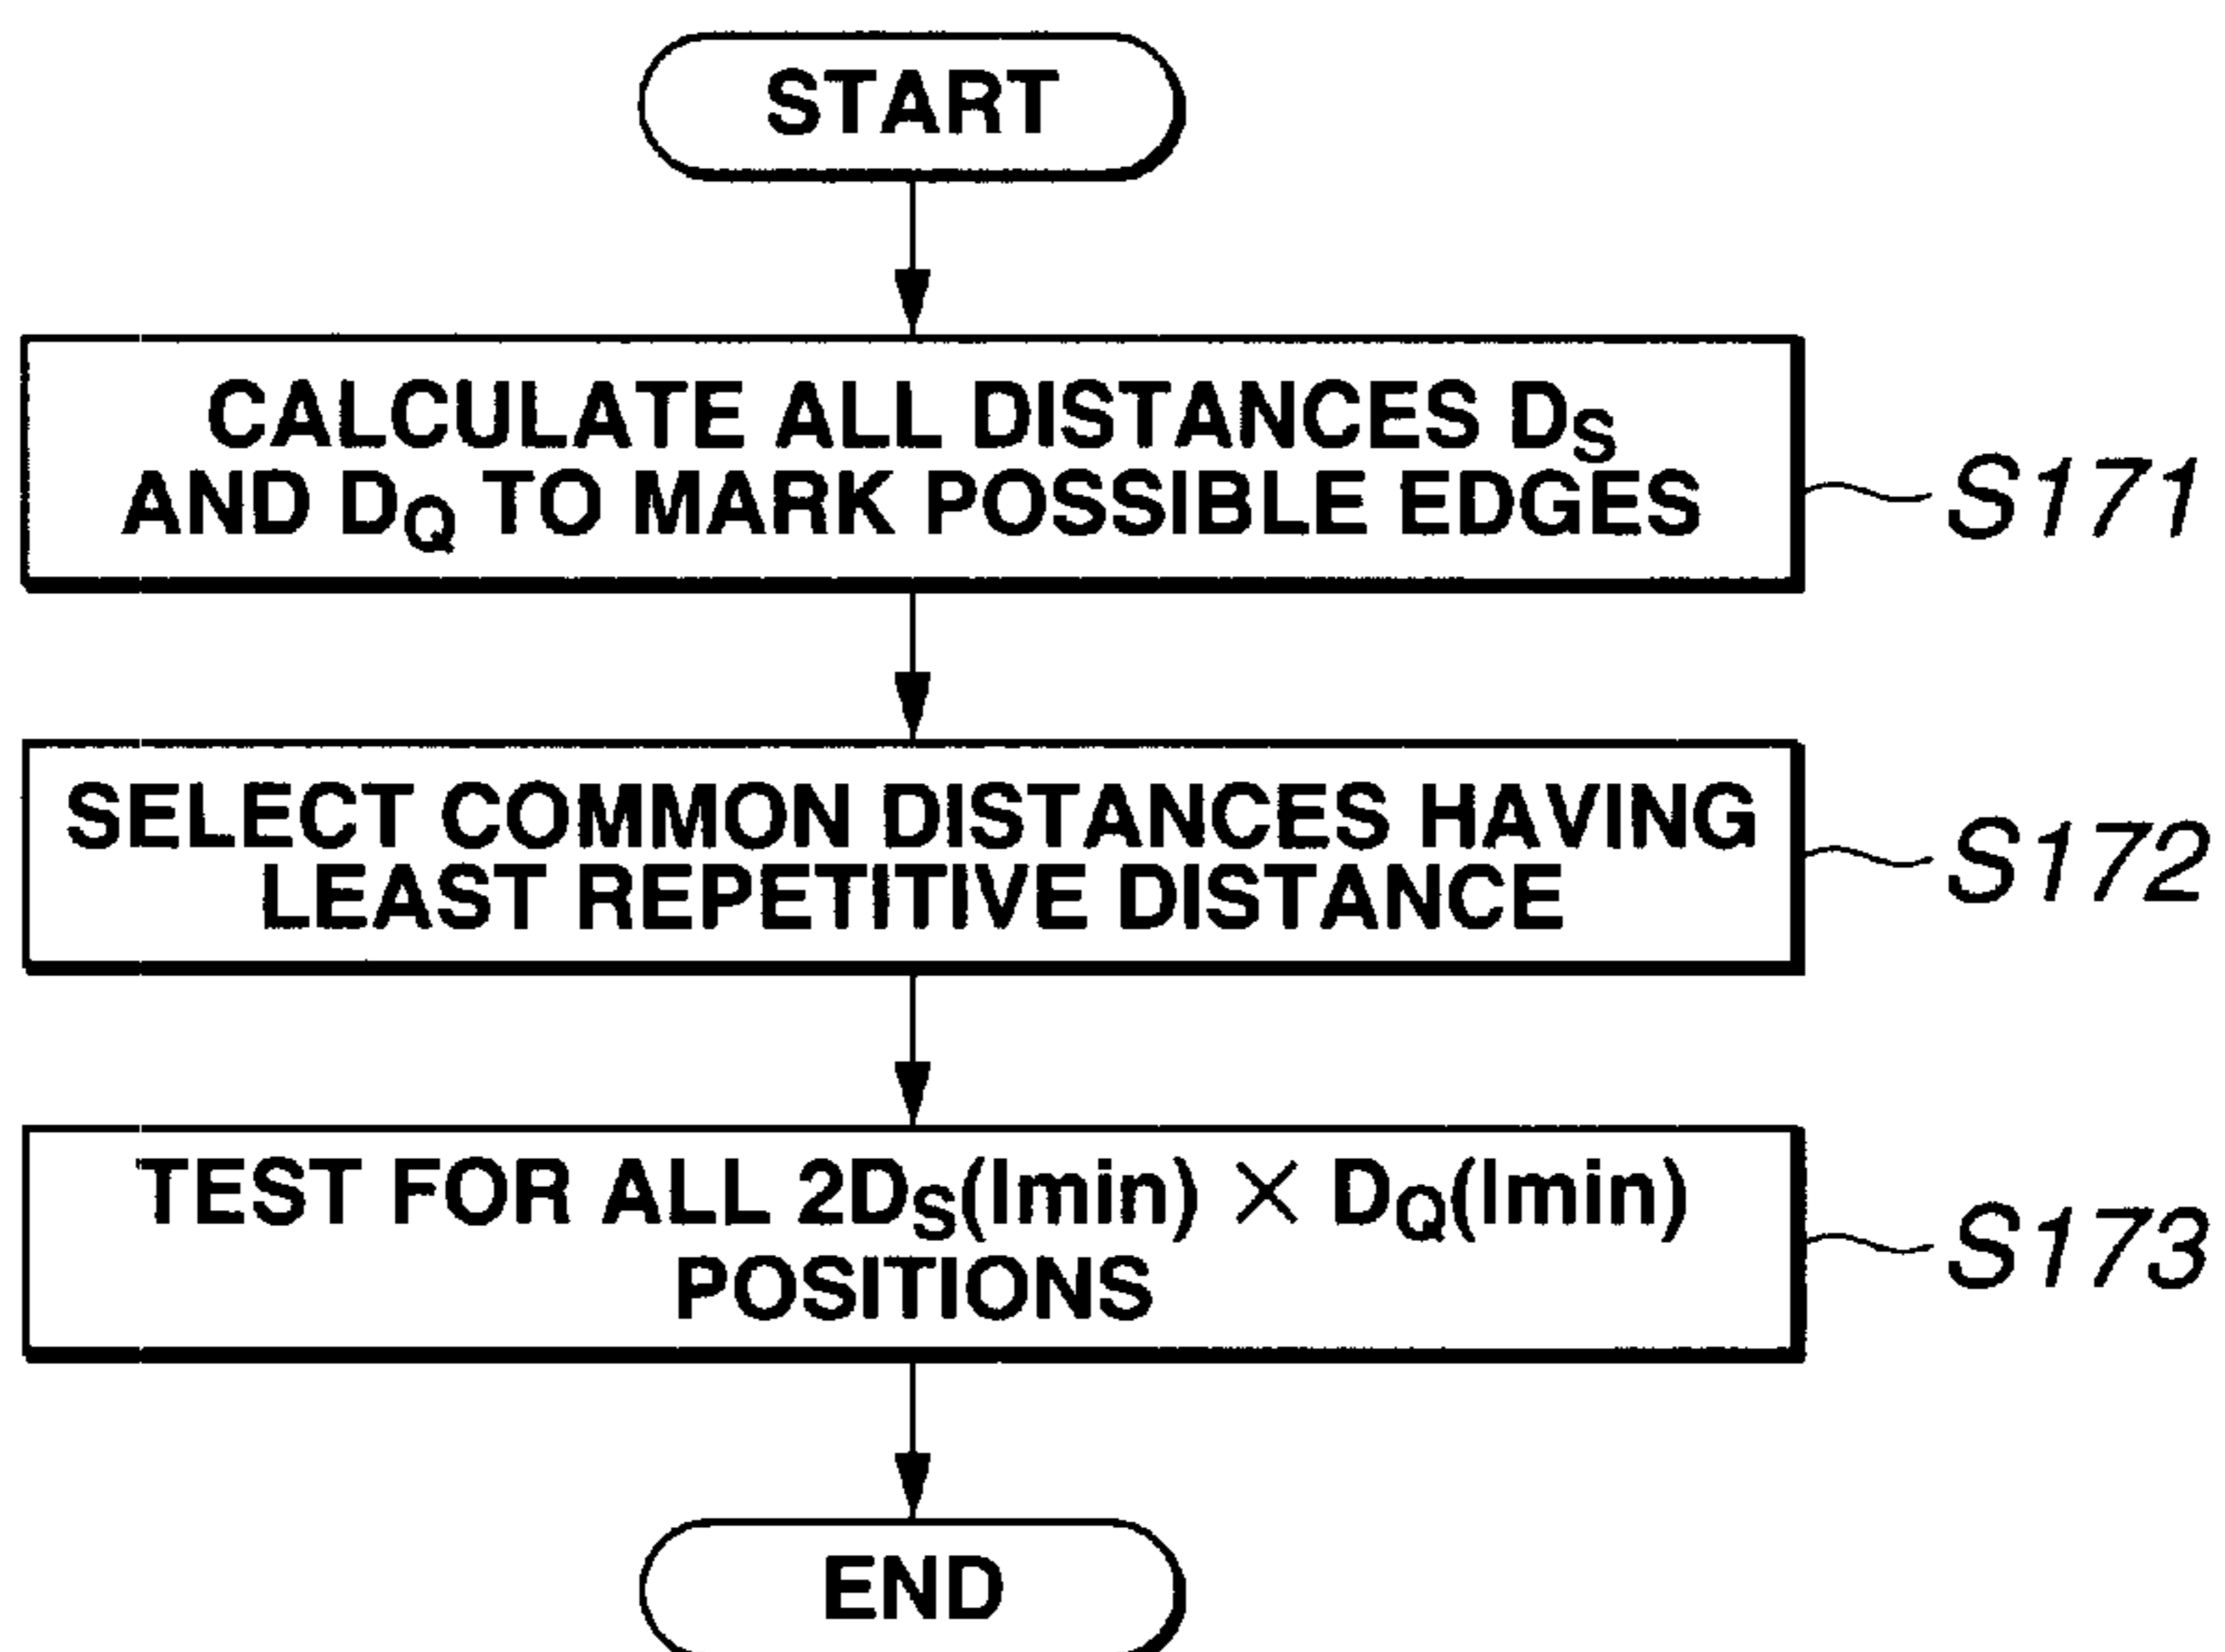 START
CALCULATE ALL DISTANCES DS
AND DQ TO MARK POSSIBLE EDGES
S171
SELECT COMMON DISTANCES HAVING
LEAST REPETITIVE DISTANCE
S172
TEST FOR ALL 2DS(lmin) × DQ(lmin)
POSITIONS
S173
END